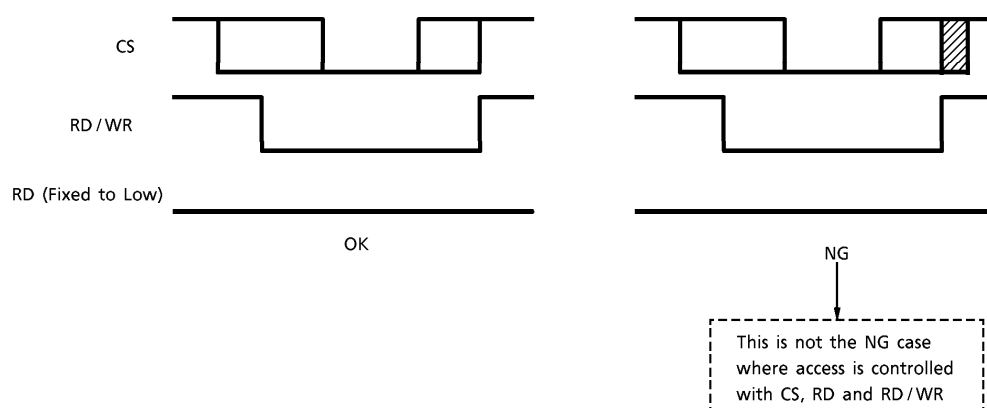 CS
RD/WR
RD (Fixed to Low)
OK
NG
This is not the NG case
where access is controlled
with CS, RD and RD/WR